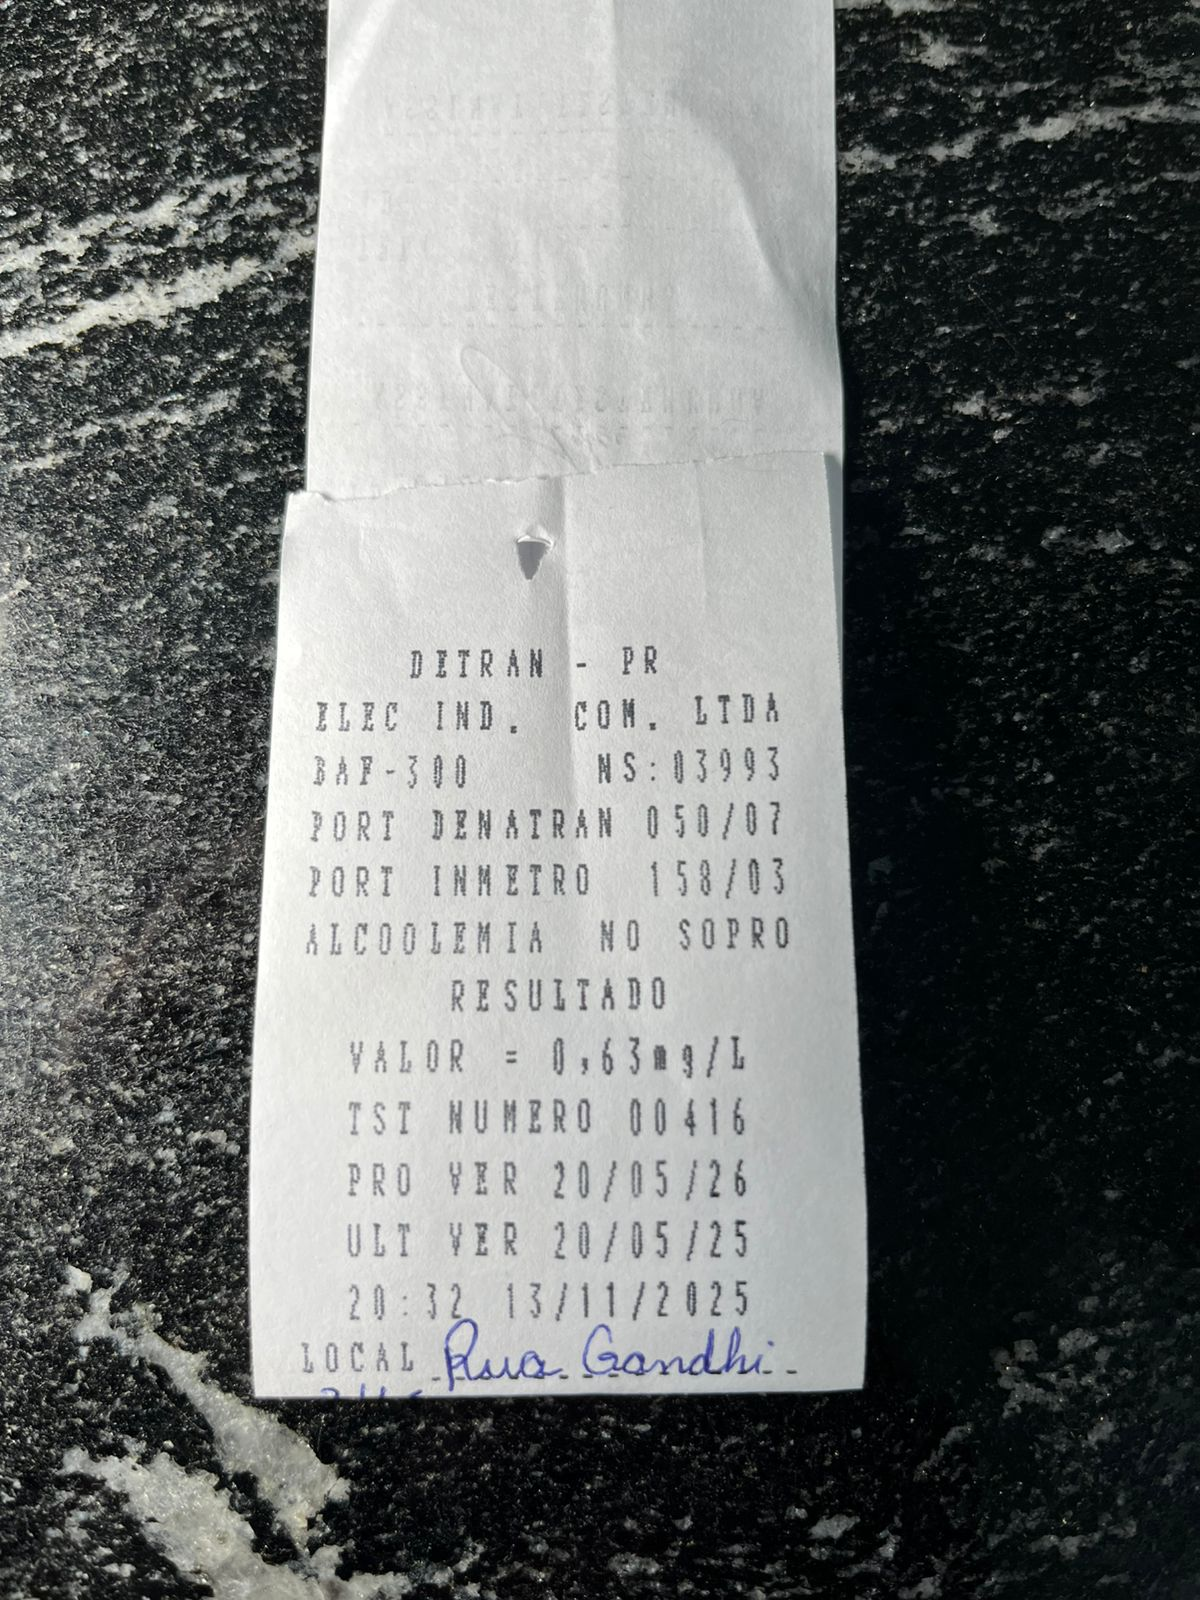 DETRAN - PR
ELEC IND. COM. LTDA
BAF-300 NS:03993
PORT DENATRAN 050/07
PORT INMETRO 158/03
ALCOOLEMIA NO SOPRO
RESULTADO
VALOR = 0,63mg/L
TST NUMERO 00416
PRO VER 20/05/26
ULT VER 20/05/25
20:32 13/11/2025
LOCAL Rua Gandhi